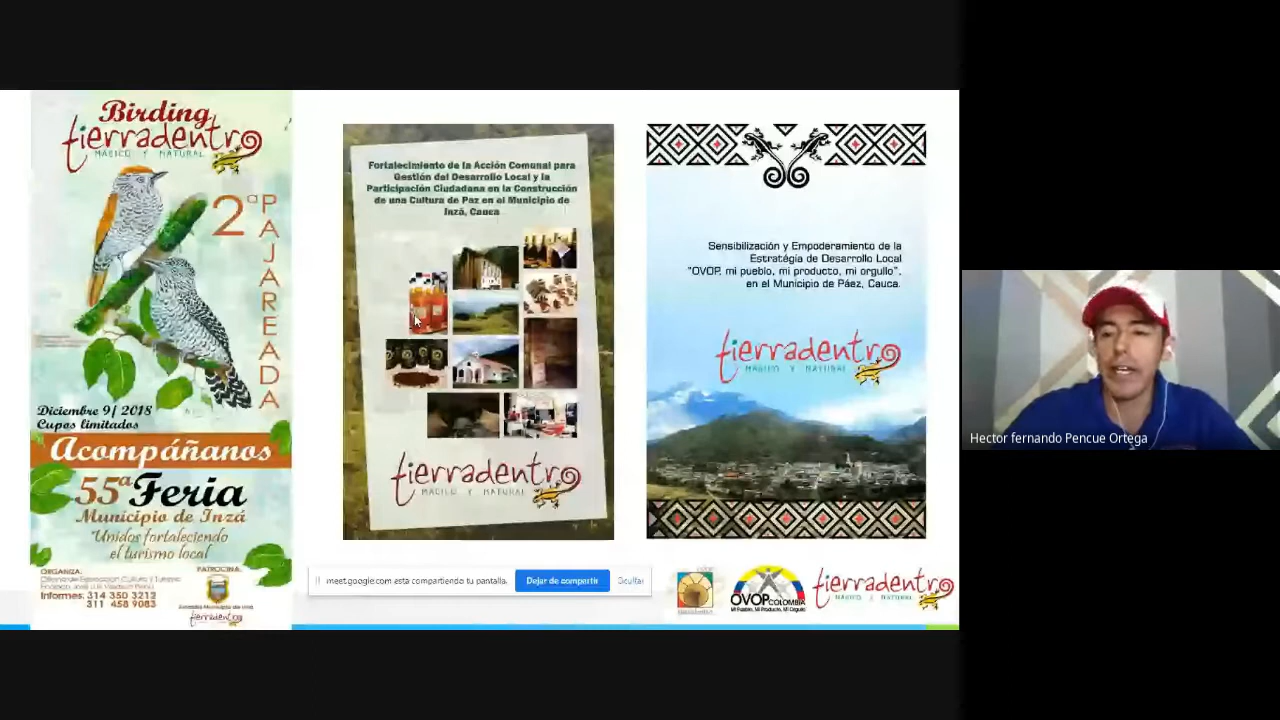 Birding
tierradentro
MÁGICO Y NATURAL
2ª
PAJAREADA
Diciembre 9/ 2018
Cupos limitados
Acompáñanos
55ª Feria
Municipio de Inzá
"Unidos fortaleciendo
el turismo local
ORGANIZA:
Informes: 314 350 3212
311 458 9083
PATROCINA:
tierradentro
Fortalecimiento de la Acción Comunal para
Gestión del Desarrollo Local y la
Participación Ciudadana en la Construcción
de una Cultura de Paz en el Municipio de
Inzá, Cauca
tierradentro
MÁGICO Y NATURAL
Sensibilización y Empoderamiento de la
Estratégia de Desarrollo Local
"OVOP, mi pueblo, mi producto, mi orgullo",
en el Municipio de Páez, Cauca.
tierradentro
MÁGICO Y NATURAL
meet.google.com está compartiendo tu pantalla.
Dejar de compartir
Ocultar
OVOP COLOMBIA
Mi Pueblo, Mi Producto, Mi Orgullo
tierradentro
MÁGICO Y NATURAL
Hector fernando Pencue Ortega